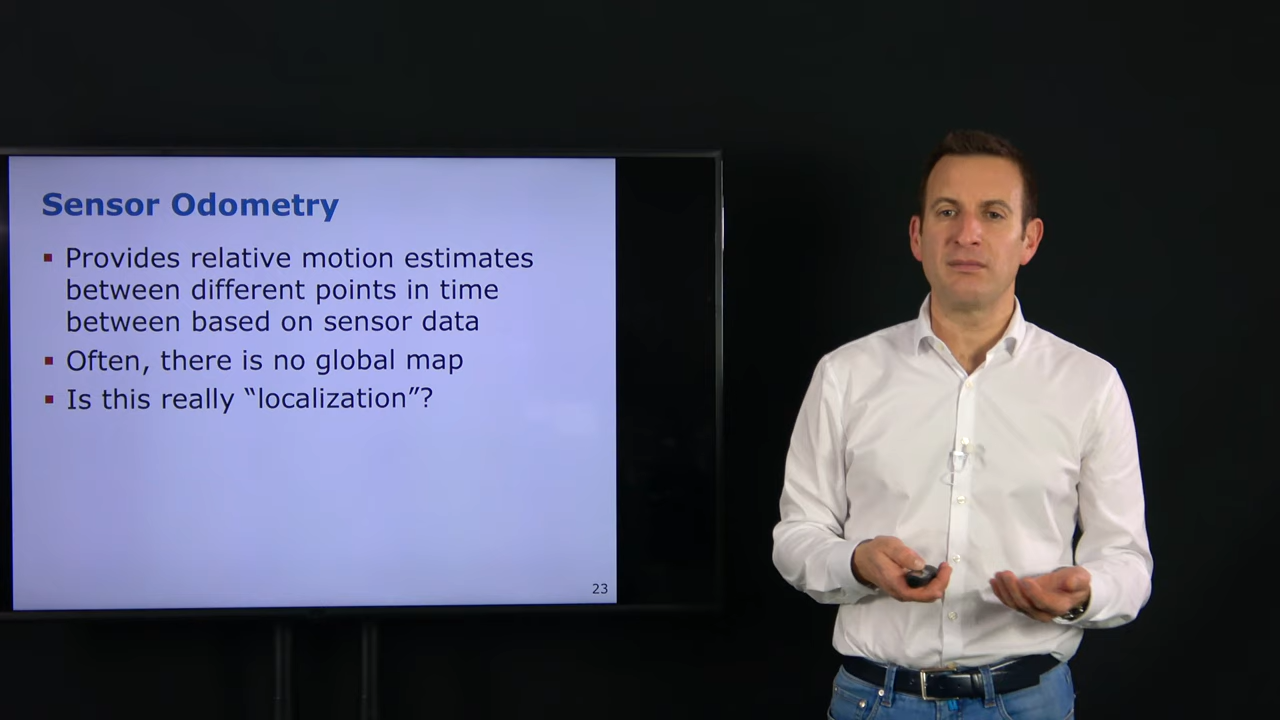 Sensor Odometry
▪ Provides relative motion estimates
between different points in time
between based on sensor data
▪ Often, there is no global map
▪ Is this really “localization”?
23